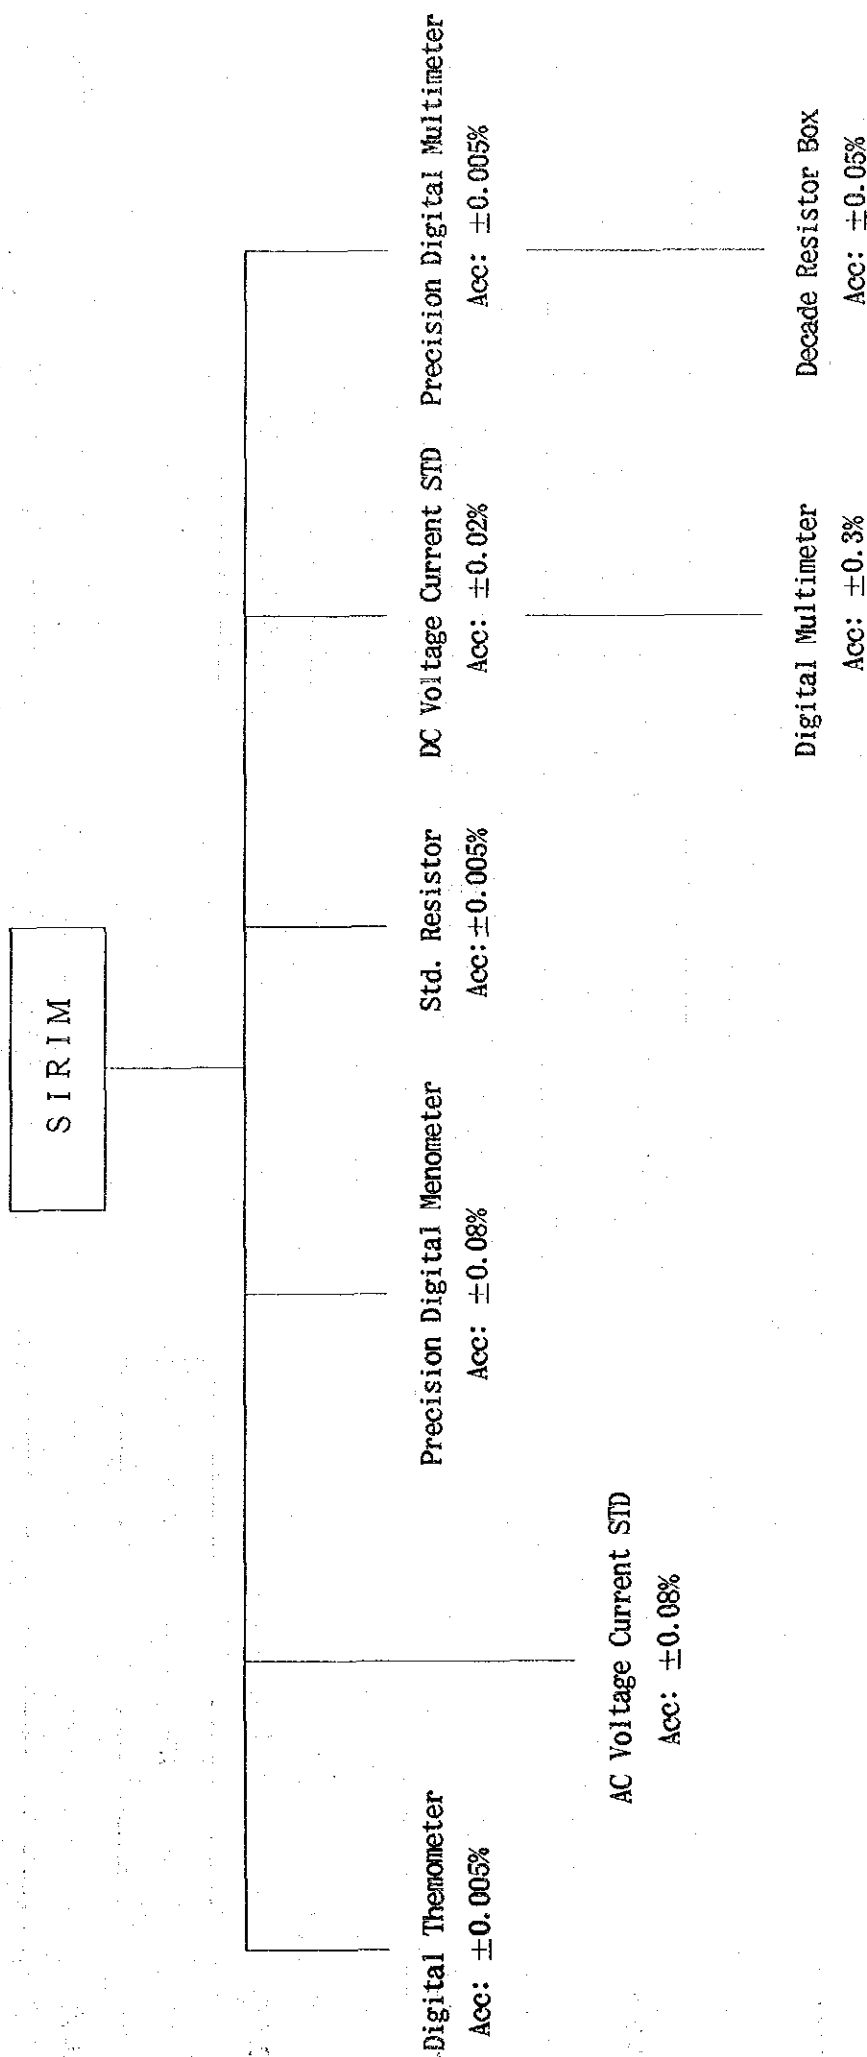 SIRIM
Digital Themometer
Acc: ±0.005%
AC Voltage Current STD
Acc: ±0.08%
Precision Digital Menometer
Acc: ±0.08%
Std. Resistor
Acc:±0.005%
DC Voltage Current STD
Acc: ±0.02%
Digital Multimeter
Acc: ±0.3%
Precision Digital Multimeter
Acc: ±0.005%
Decade Resistor Box
Acc: ±0.05%